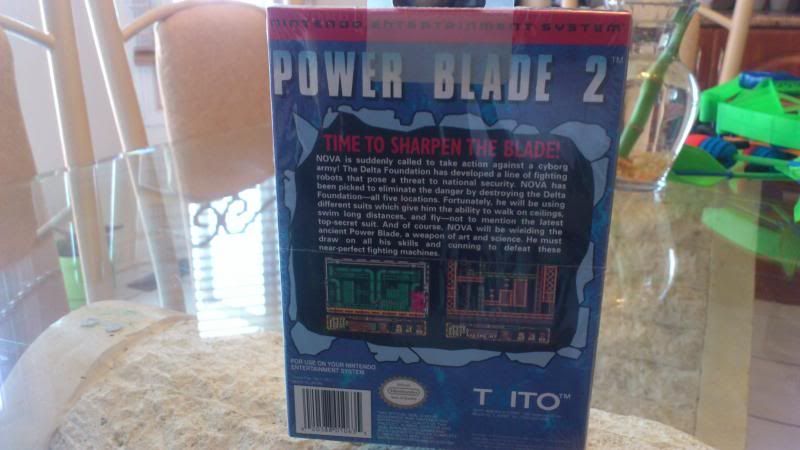 NINTENDO ENTERTAINMENT SYSTEM™
POWER BLADE 2™
TIME TO SHARPEN THE BLADE!
NOVA is suddenly called to take action against a cyborg
army! The Delta Foundation has developed a line of fighting
robots that pose a threat to national security. NOVA has
been picked to eliminate the danger by destroying the Delta
Foundation—all five locations. Fortunately, he will be using
different suits which give him the ability to walk on ceilings,
swim long distances, and fly—not to mention the latest
top-secret suit. And of course, NOVA will be wielding the
ancient Power Blade, a weapon of art and science. He must
draw on all his skills and cunning to defeat these
near-perfect fighting machines.
FOR USE ON YOUR NINTENDO
ENTERTAINMENT SYSTEM
Nintendo
TAITO™